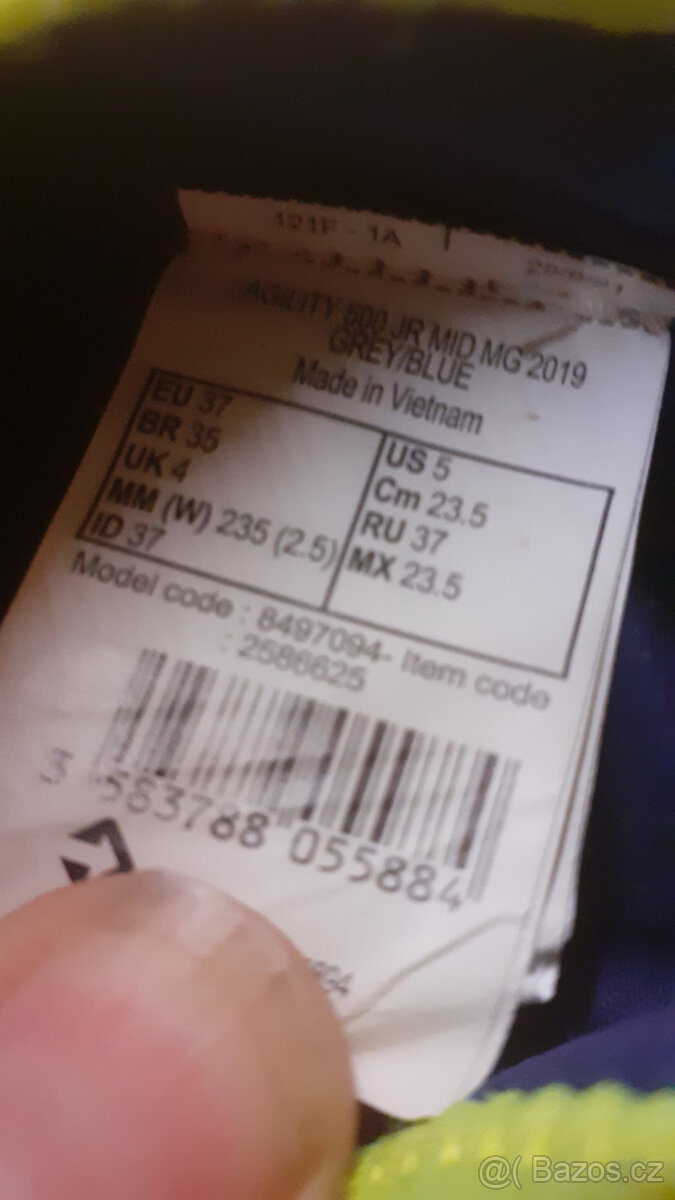 121F - 1A
AGILITY 500 JR MID MG 2019
GREY/BLUE
Made in Vietnam
EU 37
BR 35
UK 4
MM (W) 235 (2.5)
ID 37
US 5
Cm 23.5
RU 37
MX 23.5
Model code : 8497094- Item code
: 2586625
3 583788 055884
@( Bazos.cz